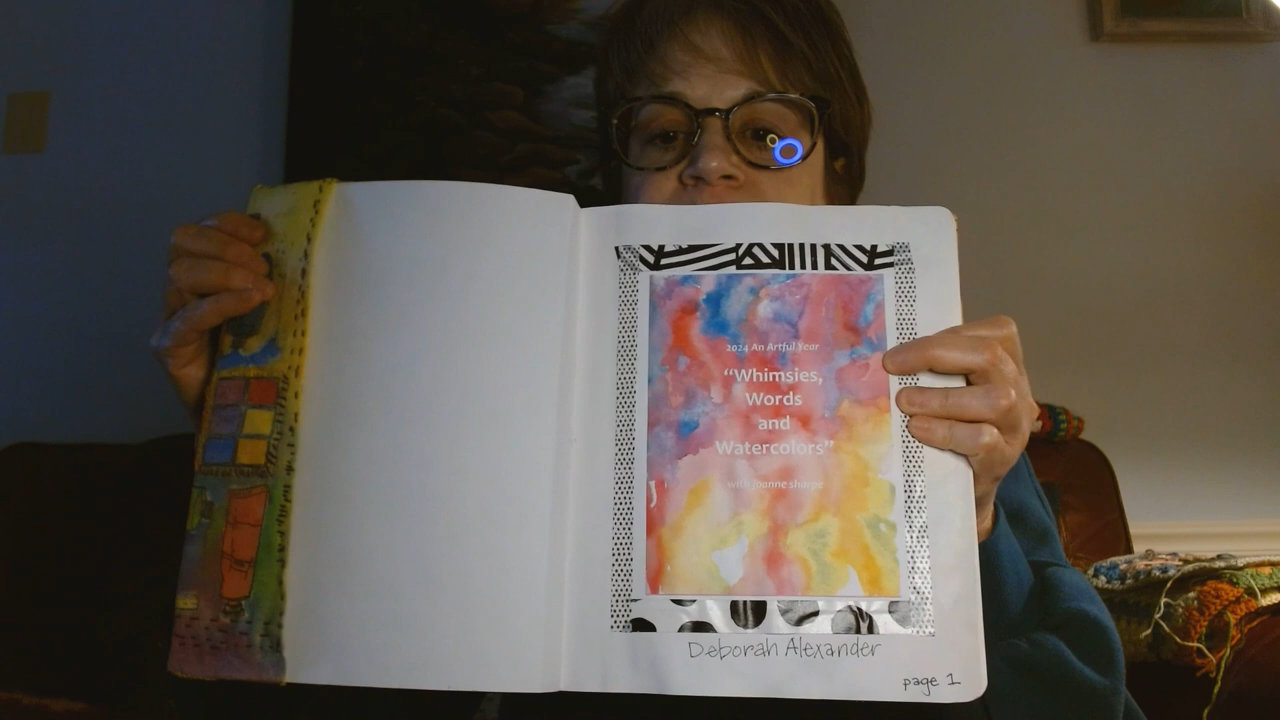 2024 An Artful Year
“Whimsies,
Words
and
Watercolors”
with joanne sharpe
J
Deborah Alexander
page 1